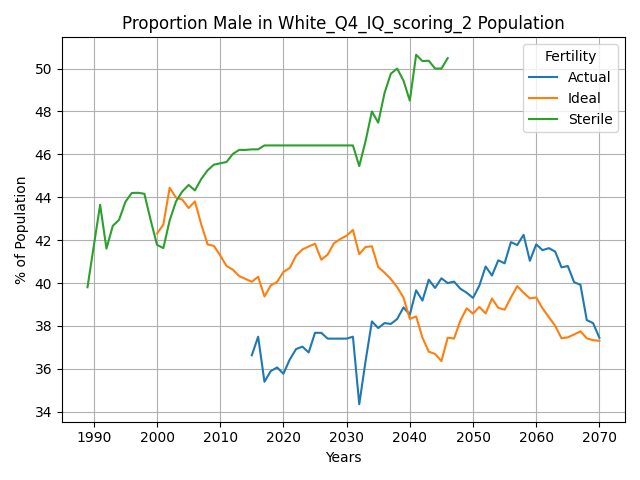 Proportion Male in White_Q4_IQ_scoring_2 Population
Fertility
Actual
Ideal
Sterile
% of Population
50
48
46
44
42
40
38
36
34
1990
2000
2010
2020
2030
2040
2050
2060
2070
Years